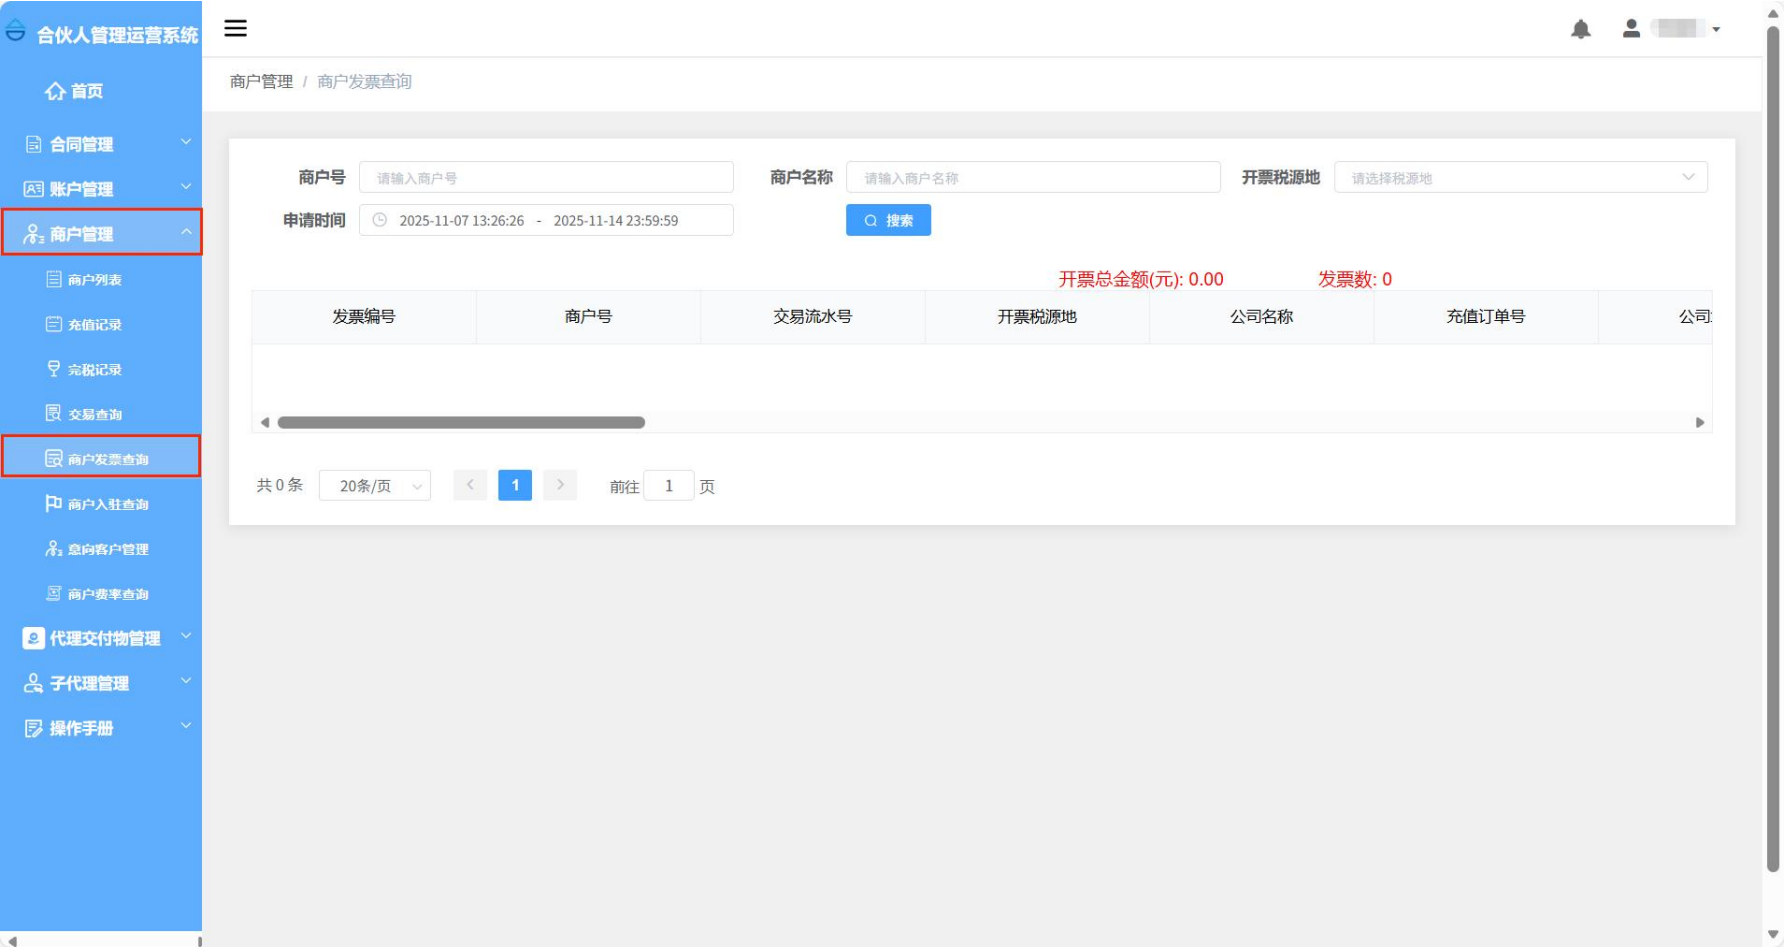 合伙人管理运营系统
首页
合同管理
账户管理
商户管理
商户列表
充值记录
完税记录
交易查询
商户发票查询
商户入驻查询
意向客户管理
商户费率查询
代理交付物管理
子代理管理
操作手册
商户管理 / 商户发票查询
商户号 请输入商户号 商户名称 请输入商户名称 开票税源地 请选择税源地
申请时间 2025-11-07 13:26:26 - 2025-11-14 23:59:59 搜索
开票总金额(元): 0.00 发票数: 0
发票编号 商户号 交易流水号 开票税源地 公司名称 充值订单号 公司
共 0 条 20条/页 1 前往 1 页